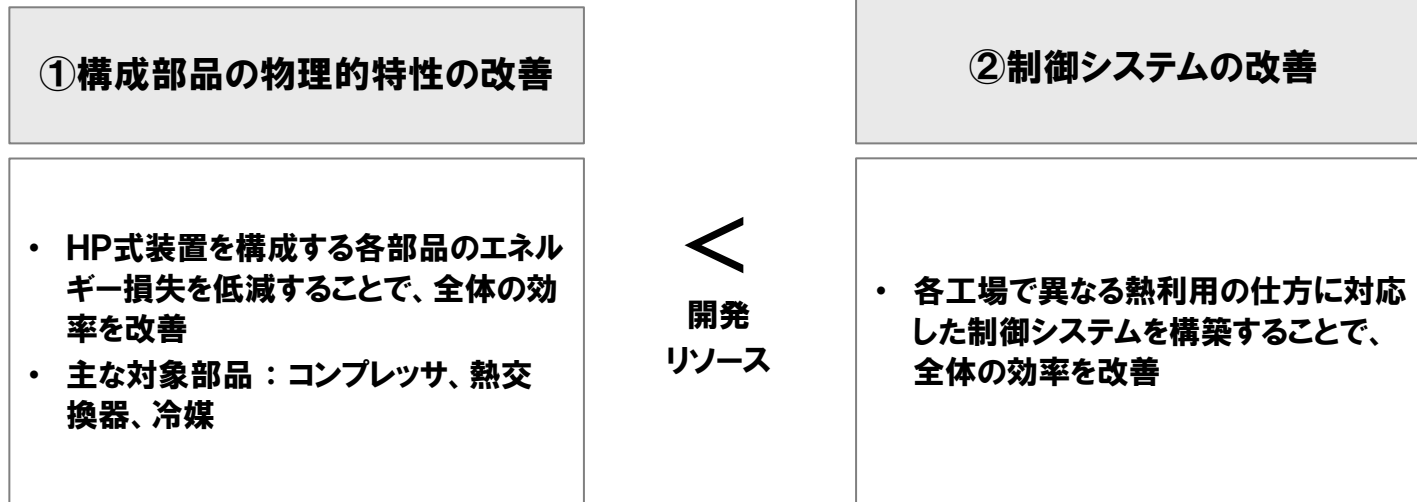 ①構成部品の物理的特性の改善
・ HP式装置を構成する各部品のエネル
ギー損失を低減することで、全体の効
率を改善
・ 主な対象部品：コンプレッサ、熱交
換器、冷媒
＜
開発
リソース
②制御システムの改善
・ 各工場で異なる熱利用の仕方に対応
した制御システムを構築することで、
全体の効率を改善